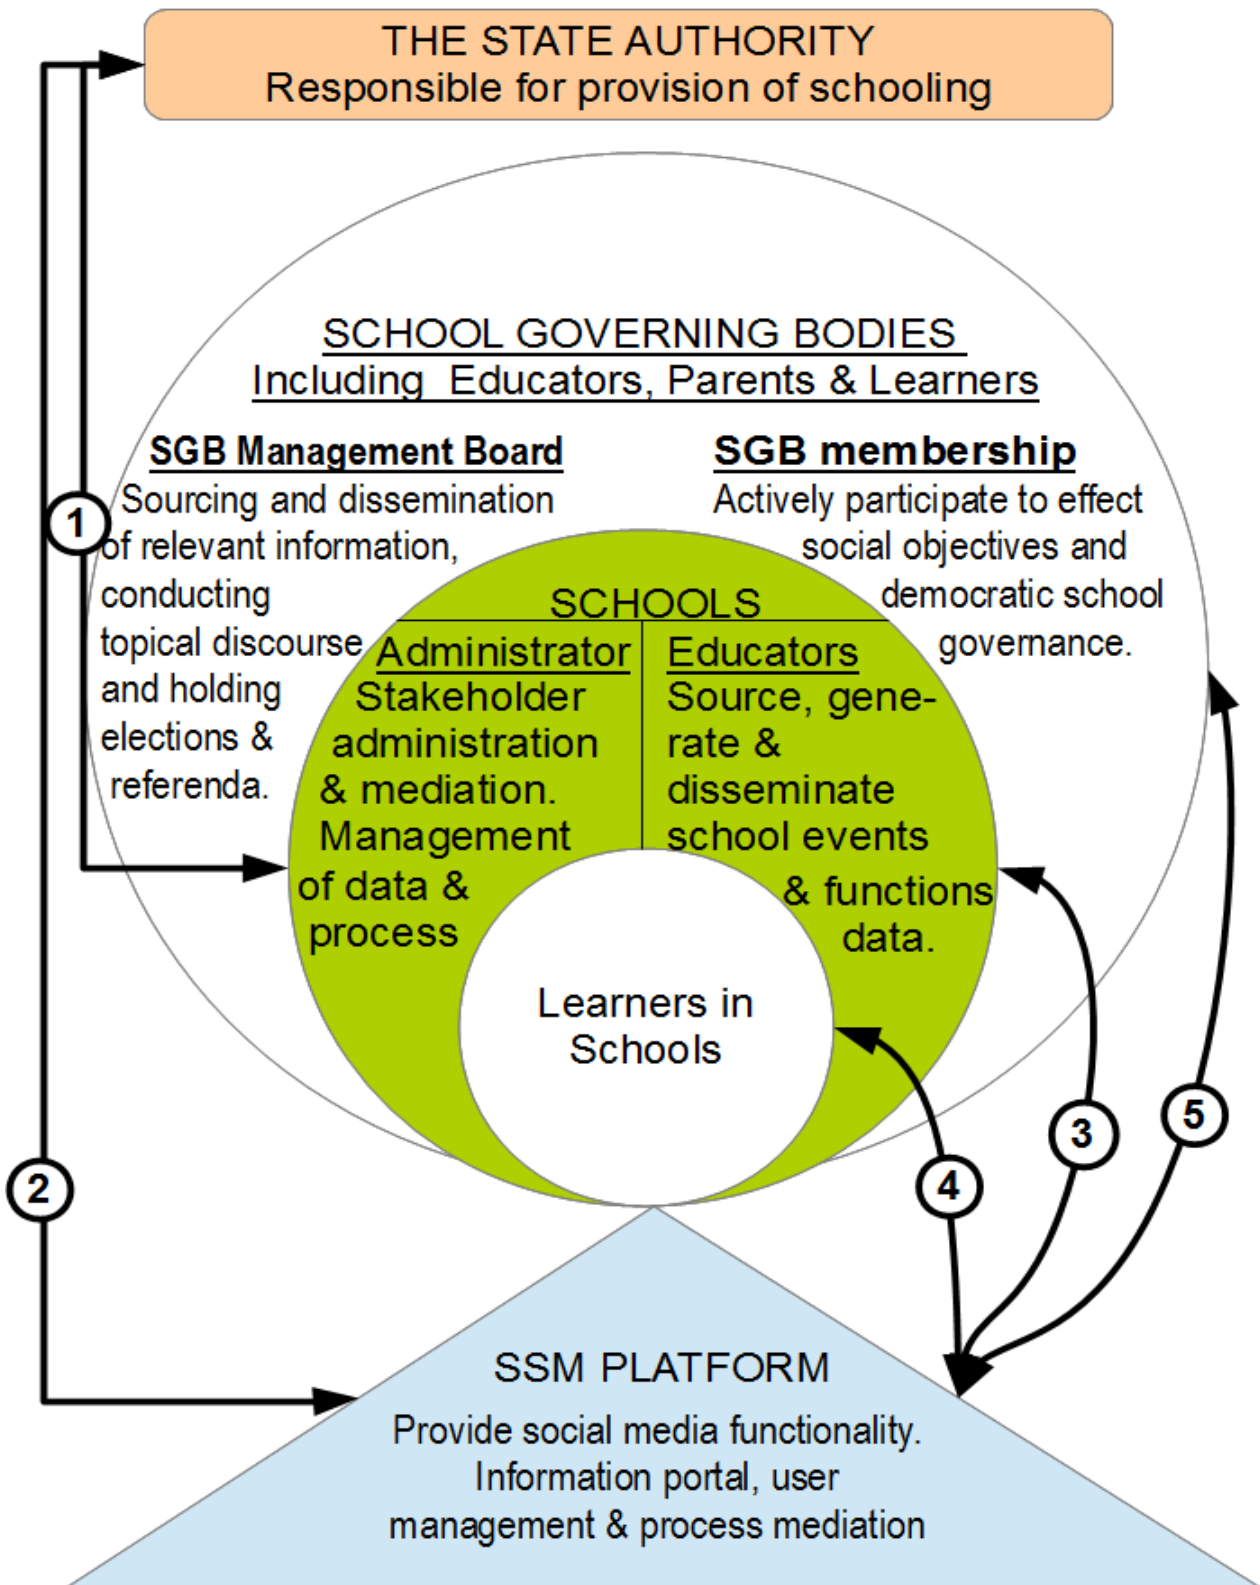 THE STATE AUTHORITY
Responsible for provision of schooling
SCHOOL GOVERNING BODIES
Including Educators, Parents & Learners
SGB Management Board
Sourcing and dissemination
of relevant information,
conducting
topical discourse
and holding
elections &
referenda.
SGB membership
Actively participate to effect
social objectives and
democratic school
governance.
1
SCHOOLS
Administrator
Stakeholder
administration
& mediation.
Management
of data &
process
Educators
Source, gene-
rate &
disseminate
school events
& functions
data.
Learners in
Schools
2
3
4
5
SSM PLATFORM
Provide social media functionality.
Information portal, user
management & process mediation